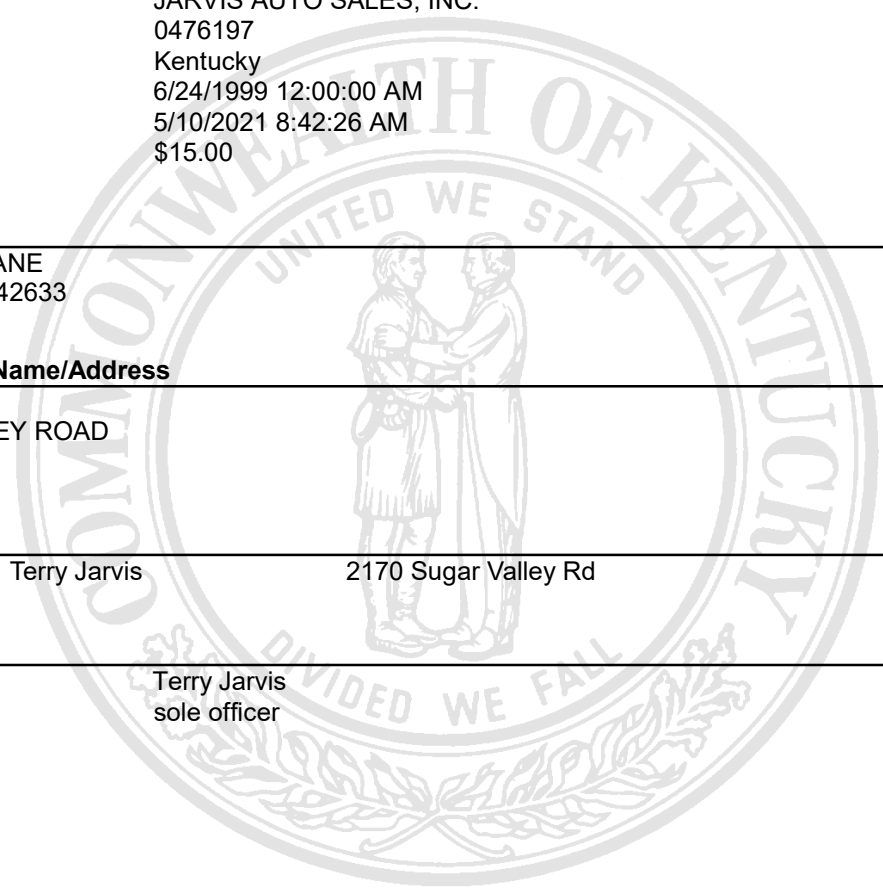 JARVIS AUTO SALES, INC.
0476197
Kentucky
6/24/1999 12:00:00 AM
5/10/2021 8:42:26 AM
$15.00
COMMONWEALTH OF KENTUCKY
UNITED WE STAND
ANE
42633
Name/Address
EY ROAD
Terry Jarvis 2170 Sugar Valley Rd
DIVIDED WE FALL
Terry Jarvis
sole officer